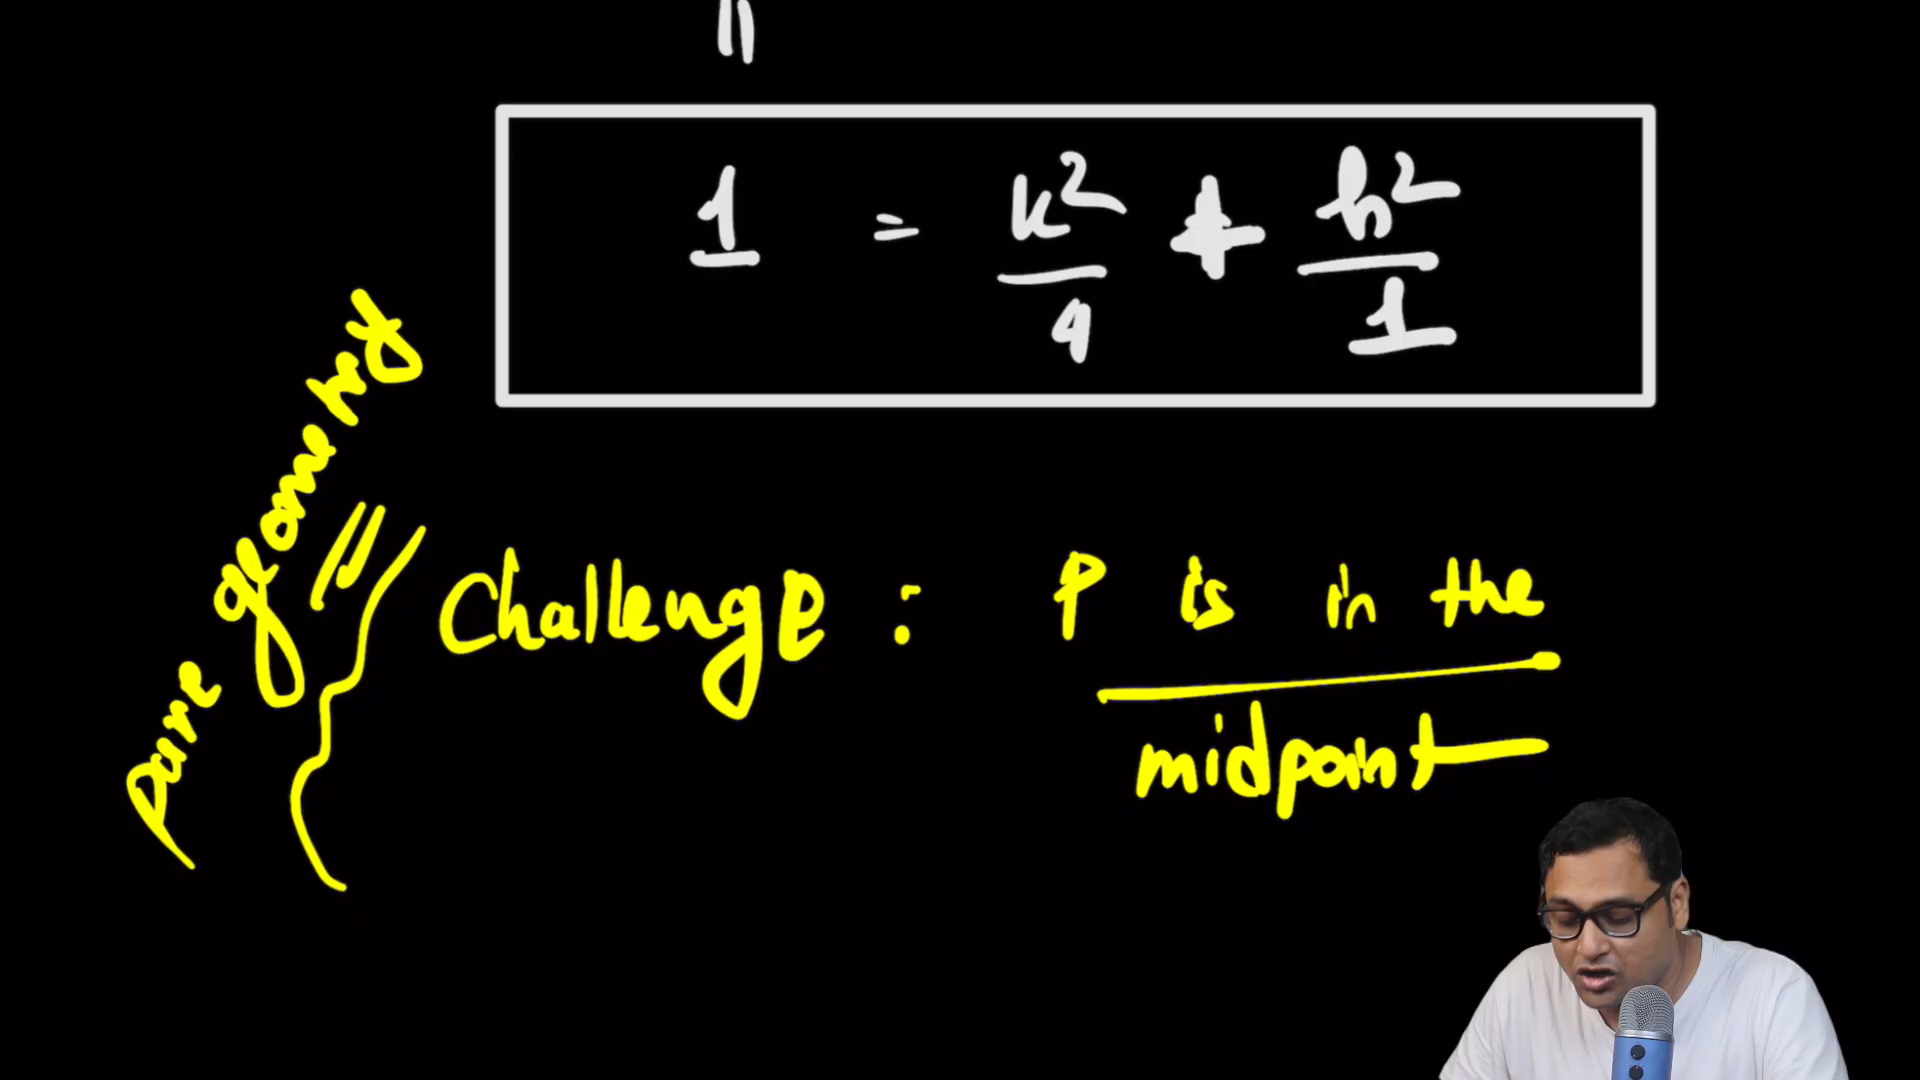 1 = k²/4 + h²/1
pure geometry
Challenge : P is in the
midpoint